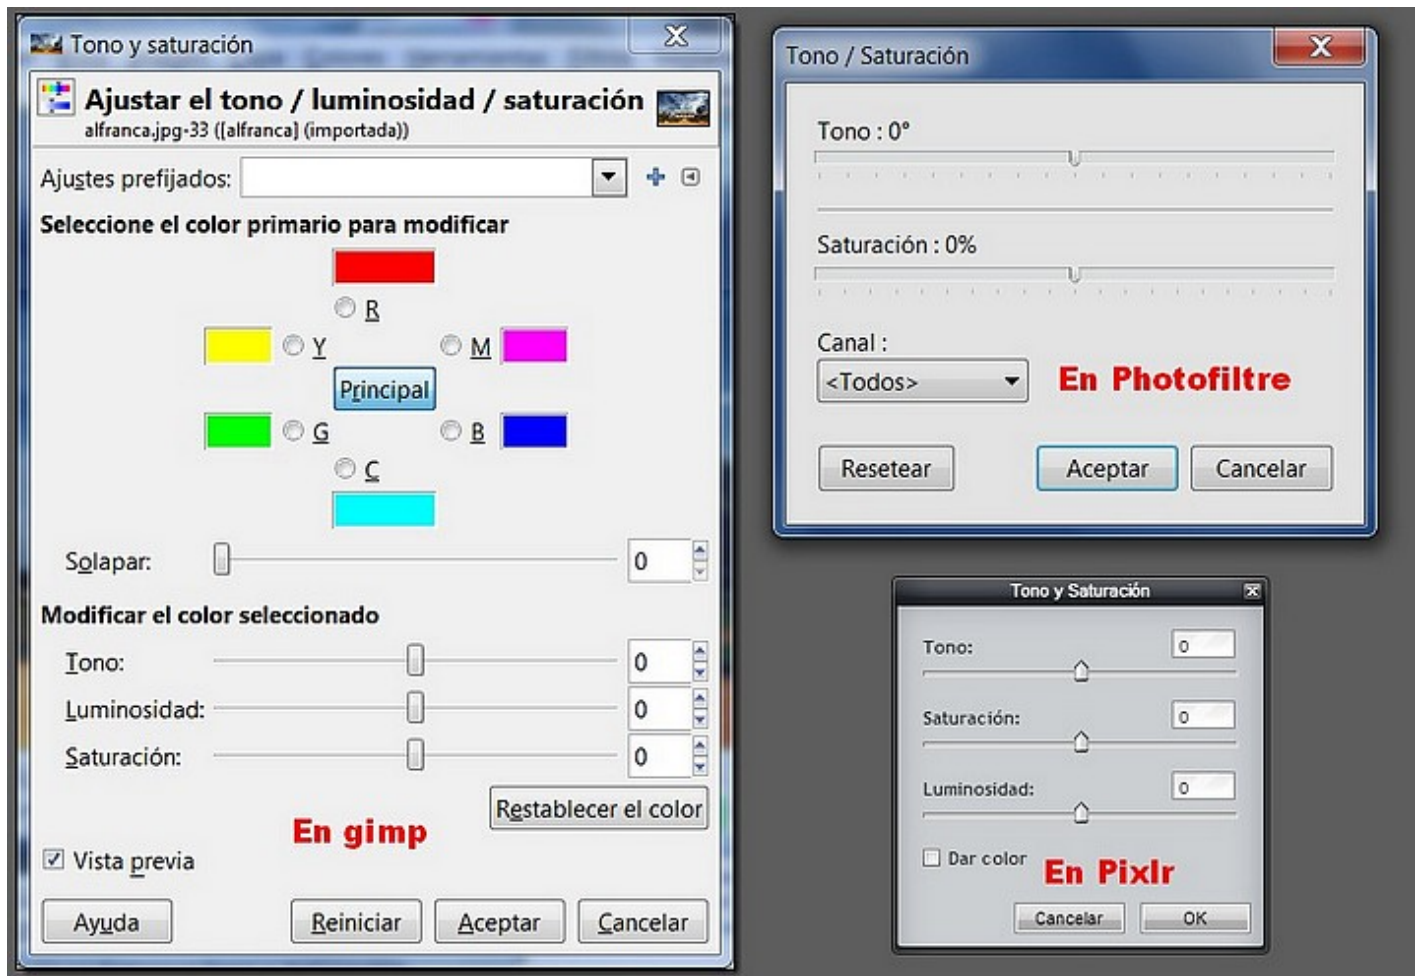 Tono y saturación
Ajustar el tono / luminosidad / saturación
alfranca.jpg-33 ([alfranca] (importada))
Ajustes prefijados:
Seleccione el color primario para modificar
R
Y
M
Principal
G
B
C
Solapar:
0
Modificar el color seleccionado
Tono:
0
Luminosidad:
0
Saturación:
0
Restablecer el color
En gimp
Vista previa
Ayuda
Reiniciar
Aceptar
Cancelar
Tono / Saturación
Tono : 0°
Saturación : 0%
Canal :
<Todos>
En Photofiltre
Resetear
Aceptar
Cancelar
Tono y Saturación
Tono:
0
Saturación:
0
Luminosidad:
0
Dar color
En Pixlr
Cancelar
OK